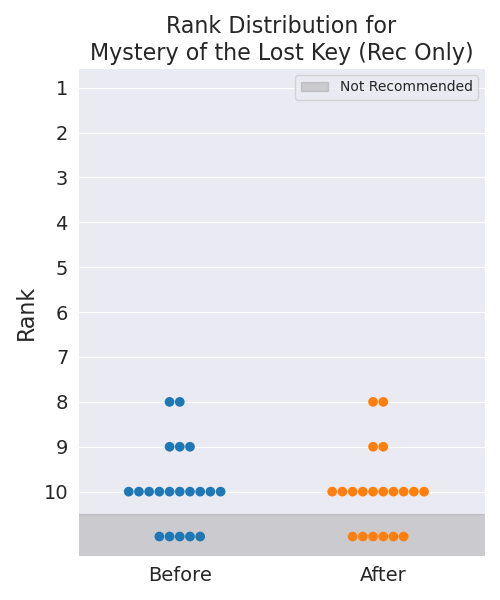 Rank Distribution for
Mystery of the Lost Key (Rec Only)
Not Recommended
1
2
3
4
5
6
7
8
9
10
Rank
Before
After